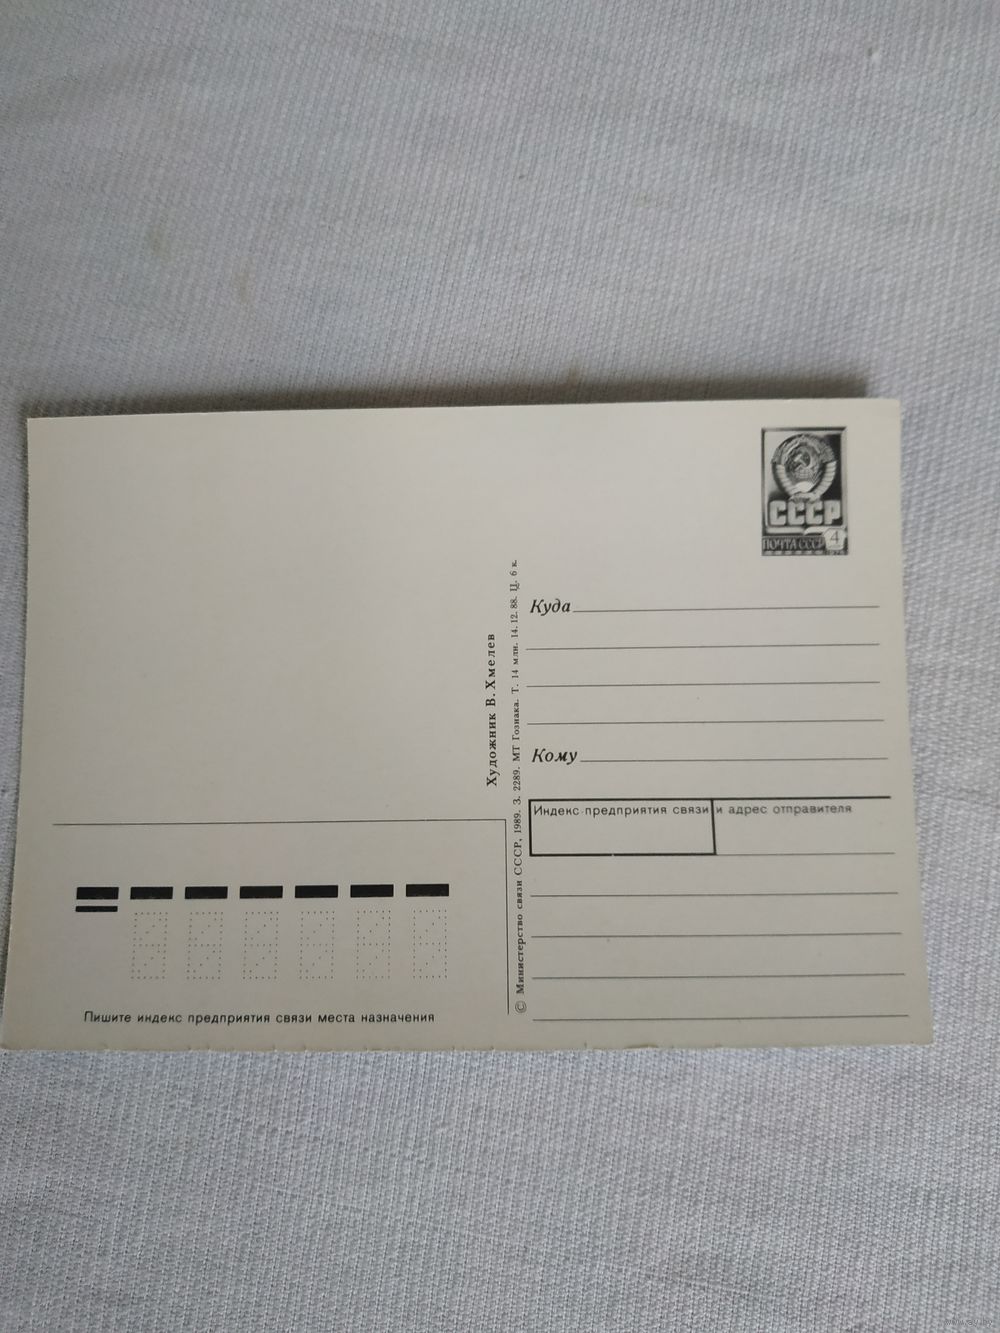 СССР
ПОЧТА СССР 4
Куда
Кому
Индекс предприятия связи и адрес отправителя
Художник В. Хмелев
© Министерство связи СССР, 1989. З. 2289. МТ Гознака. Т. 14 млн. 14.12.88. Ц. 6 к.
Пишите индекс предприятия связи места назначения